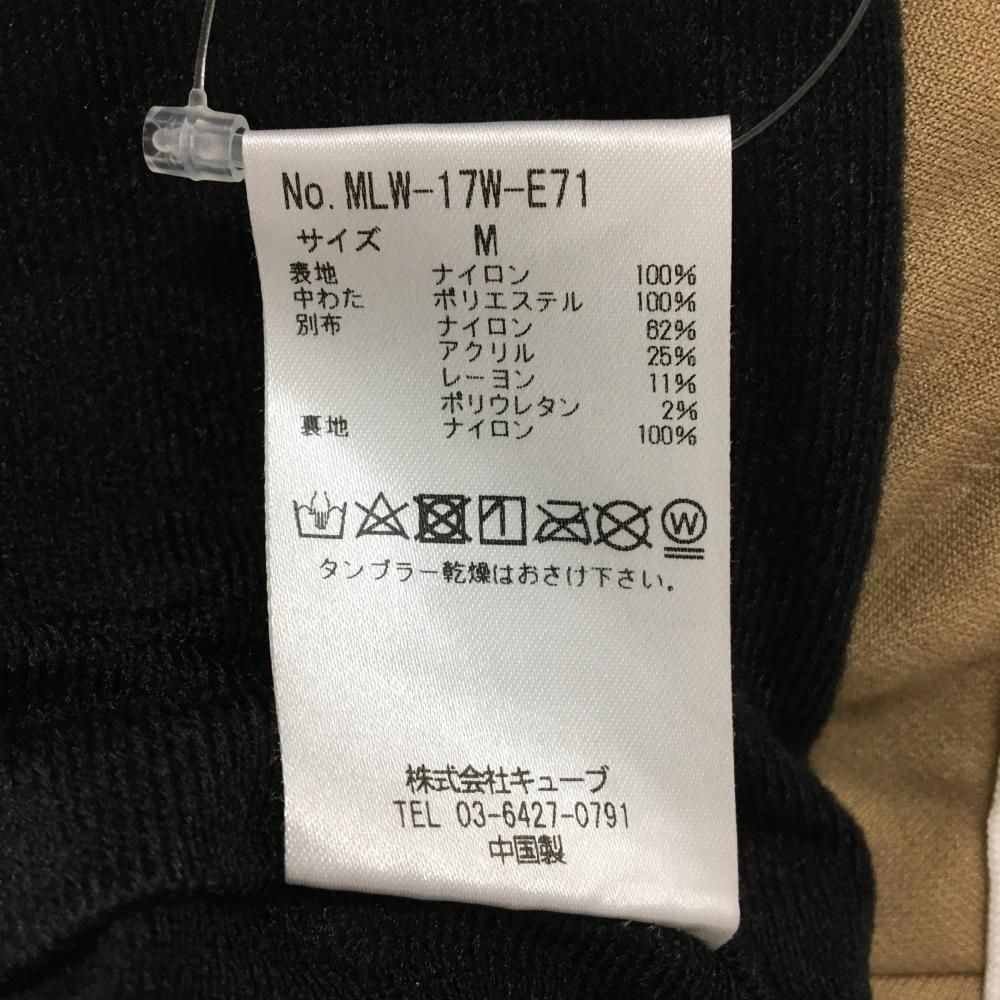 No. MLW-17W-E71
サイズ M
表地 ナイロン 100%
中わた ポリエステル 100%
別布 ナイロン 62%
アクリル 25%
レーヨン 11%
ポリウレタン 2%
裏地 ナイロン 100%
1 W
タンブラー乾燥はおさけ下さい。
株式会社キューブ
TEL 03-6427-0791
中国製